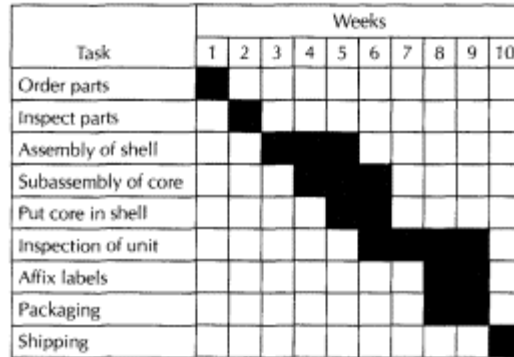 Weeks
Task 1 2 3 4 5 6 7 8 9 10
Order parts
Inspect parts
Assembly of shell
Subassembly of core
Put core in shell
Inspection of unit
Affix labels
Packaging
Shipping